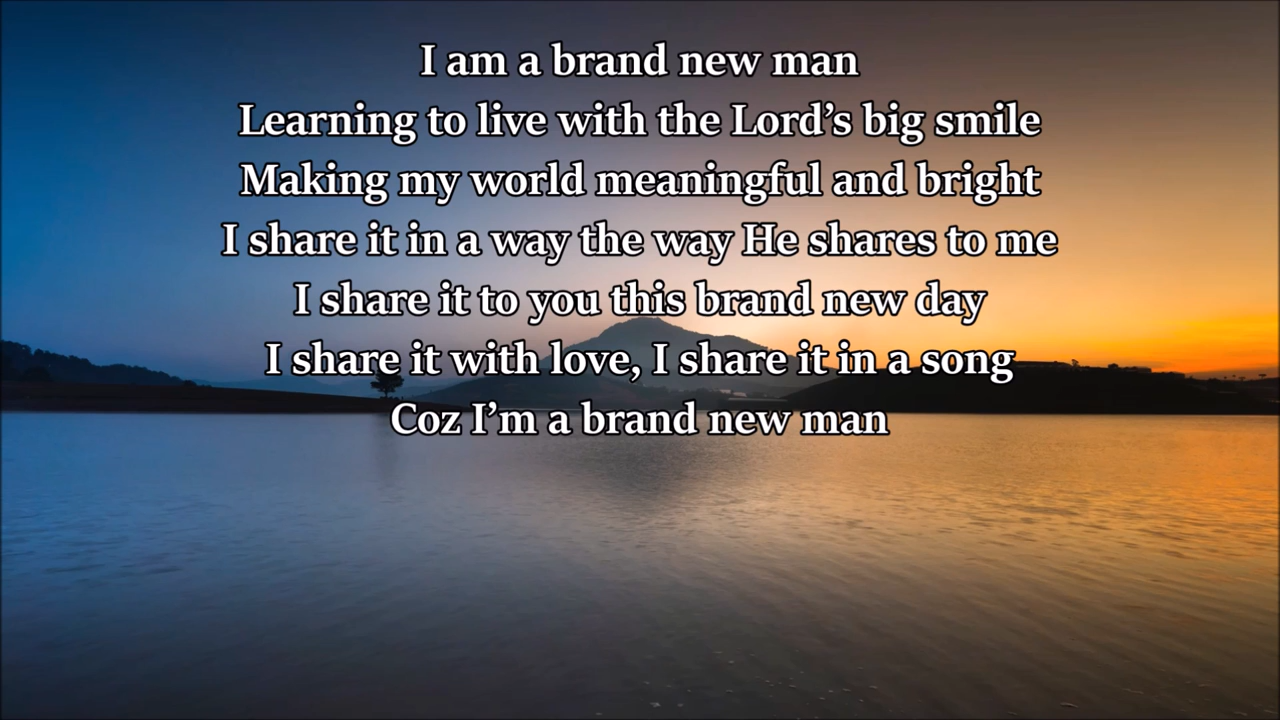 I am a brand new man
Learning to live with the Lord’s big smile
Making my world meaningful and bright
I share it in a way the way He shares to me
I share it to you this brand new day
I share it with love, I share it in a song
Coz I’m a brand new man